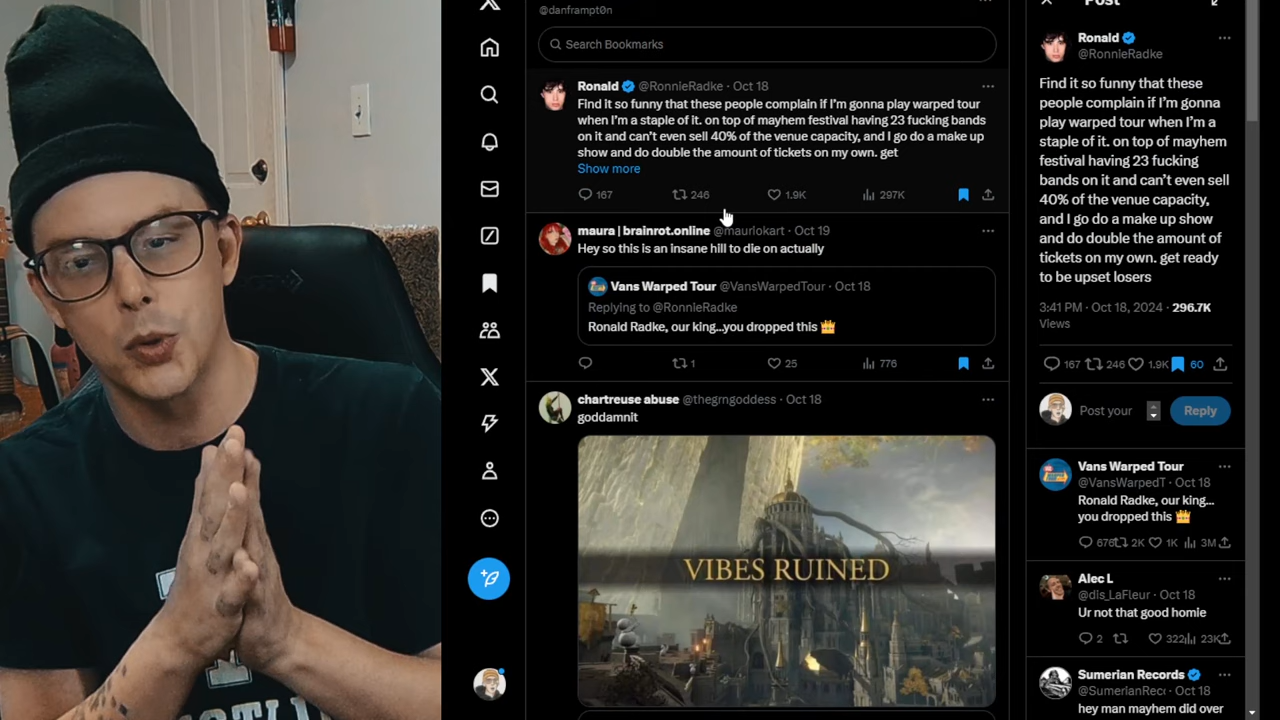 @danframpt0n
Search Bookmarks
Ronald @RonnieRadke · Oct 18
Find it so funny that these people complain if I'm gonna play warped tour
when I'm a staple of it. on top of mayhem festival having 23 fucking bands
on it and can't even sell 40% of the venue capacity, and I go do a make up
show and do double the amount of tickets on my own. get
Show more
167 246 1.9K 297K
maura | brainrot.online @maurlokart · Oct 19
Hey so this is an insane hill to die on actually
Vans Warped Tour @VansWarpedTour · Oct 18
Replying to @RonnieRadke
Ronald Radke, our king...you dropped this 👑
1 25 776
chartreuse abuse @thegrngoddess · Oct 18
goddamnit
VIBES RUINED
Post
Ronald
@RonnieRadke
Find it so funny that these
people complain if I'm gonna
play warped tour when I'm a
staple of it. on top of mayhem
festival having 23 fucking
bands on it and can't even sell
40% of the venue capacity,
and I go do a make up show
and do double the amount of
tickets on my own. get ready
to be upset losers
3:41 PM · Oct 18, 2024 · 296.7K
Views
167 246 1.9K 60
Post your
Reply
Vans Warped Tour
@VansWarpedT · Oct 18
Ronald Radke, our king...
you dropped this 👑
676 2K 1K 3M
Alec L
@dis_LaFleur · Oct 18
Ur not that good homie
2 322 23K
Sumerian Records
@SumerianRec · Oct 18
hey man mayhem did over